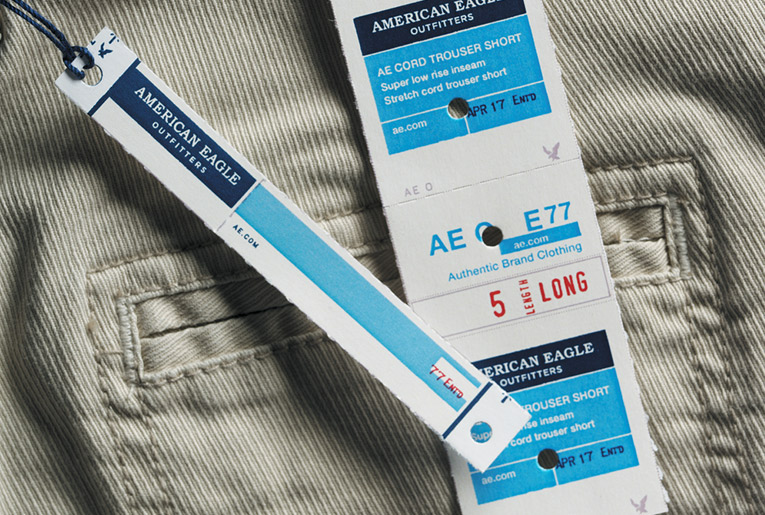 AMERICAN EAGLE
OUTFITTERS
AE.COM
77 ENTD
Sup
AMERICAN EAGLE
OUTFITTERS
AE CORD TROUSER SHORT
Super low rise inseam
Stretch cord trouser short
APR 17 ENTD
ae.com
AE O
AE O E77
ae.com
Authentic Brand Clothing
5 LENGTH LONG
AMERICAN EAGLE
OUTFITTERS
TROUSER SHORT
rise inseam
cord trouser short
APR 17 ENTD
ae.com